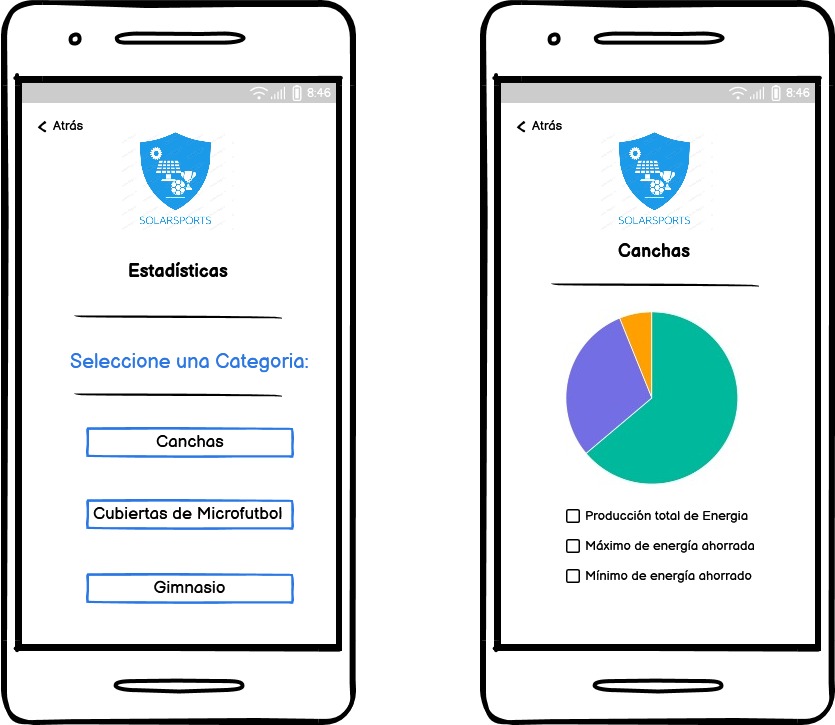 8:46
Atrás
SOLARSPORTS
Estadísticas
Seleccione una Categoria:
Canchas
Cubiertas de Microfutbol
Gimnasio
8:46
Atrás
SOLARSPORTS
Canchas
Producción total de Energia
Máximo de energía ahorrada
Mínimo de energía ahorrado